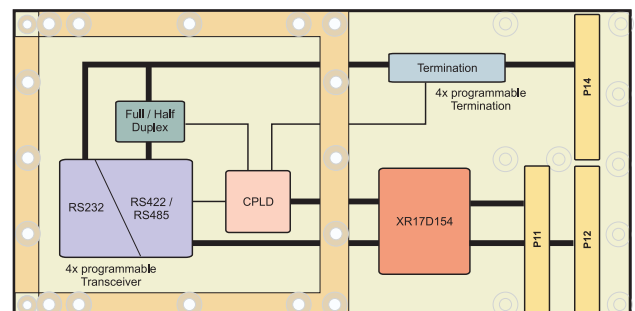 Termination
4x programmable
Termination
P14
Full / Half
Duplex
RS232
RS422 /
RS485
CPLD
XR17D154
P11
P12
4x programmable
Transceiver